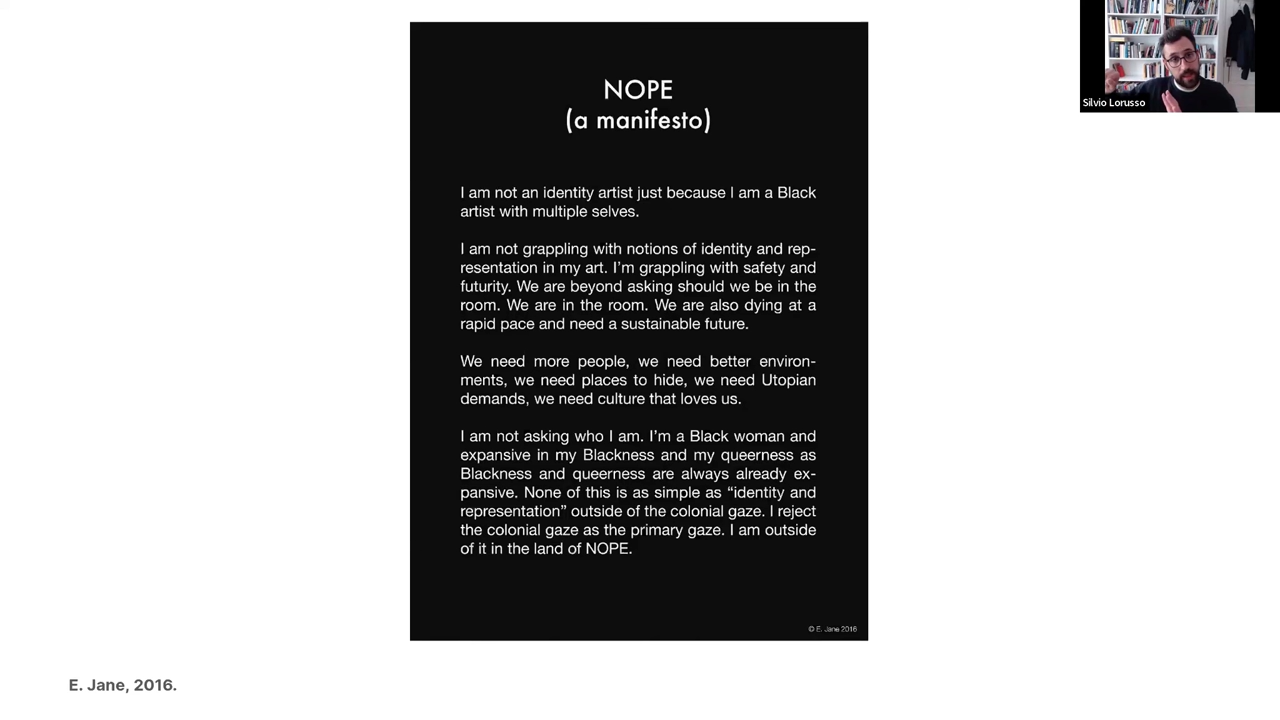 NOPE
(a manifesto)
I am not an identity artist just because I am a Black
artist with multiple selves.
I am not grappling with notions of identity and rep-
resentation in my art. I'm grappling with safety and
futurity. We are beyond asking should we be in the
room. We are in the room. We are also dying at a
rapid pace and need a sustainable future.
We need more people, we need better environ-
ments, we need places to hide, we need Utopian
demands, we need culture that loves us.
I am not asking who I am. I'm a Black woman and
expansive in my Blackness and my queerness as
Blackness and queerness are always already ex-
pansive. None of this is as simple as “identity and
representation” outside of the colonial gaze. I reject
the colonial gaze as the primary gaze. I am outside
of it in the land of NOPE.
© E. Jane 2016
E. Jane, 2016.
Silvio Lorusso